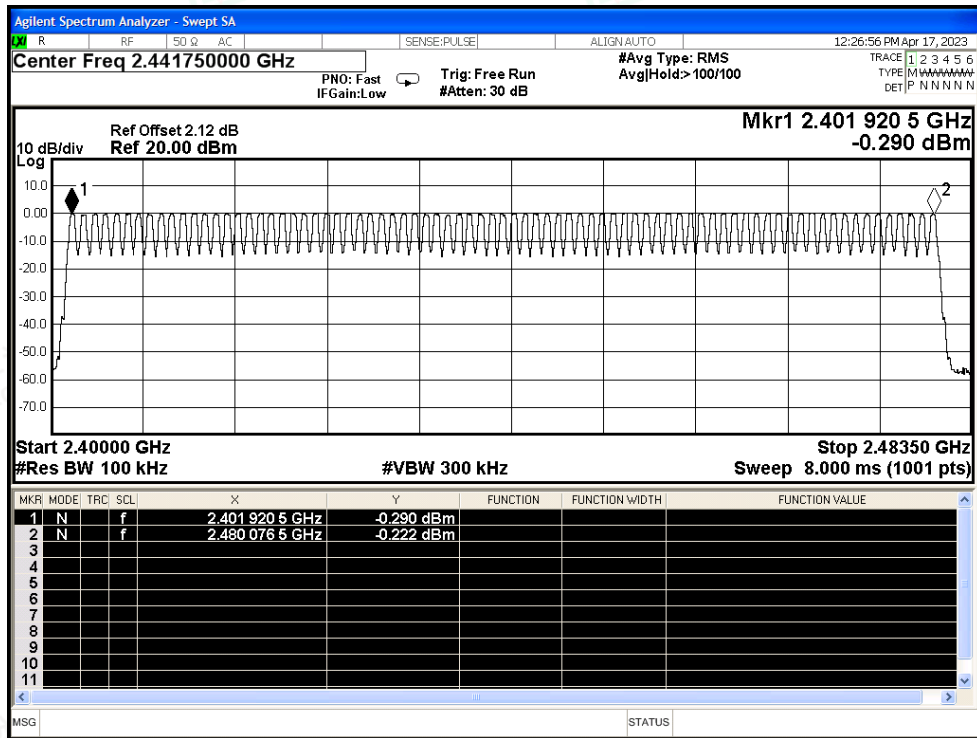 Agilent Spectrum Analyzer - Swept SA
LXI R RF 50 Ω AC SENSE:PULSE ALIGN AUTO 12:26:56 PM Apr 17, 2023
Center Freq 2.441750000 GHz
PNO: Fast
IFGain:Low
Trig: Free Run
#Atten: 30 dB
#Avg Type: RMS
Avg|Hold:>100/100
TRACE 1 2 3 4 5 6
TYPE M WWWWW
DET P N N N N N
Mkr1 2.401 920 5 GHz
-0.290 dBm
Ref Offset 2.12 dB
10 dB/div Ref 20.00 dBm
Log
10.0
0.00
-10.0
-20.0
-30.0
-40.0
-50.0
-60.0
-70.0
1
2
Start 2.40000 GHz Stop 2.48350 GHz
#Res BW 100 kHz #VBW 300 kHz Sweep 8.000 ms (1001 pts)
MKR MODE TRC SCL X Y FUNCTION FUNCTION WIDTH FUNCTION VALUE
1 N f 2.401 920 5 GHz -0.290 dBm
2 N f 2.480 076 5 GHz -0.222 dBm
3
4
5
6
7
8
9
10
11
MSG STATUS